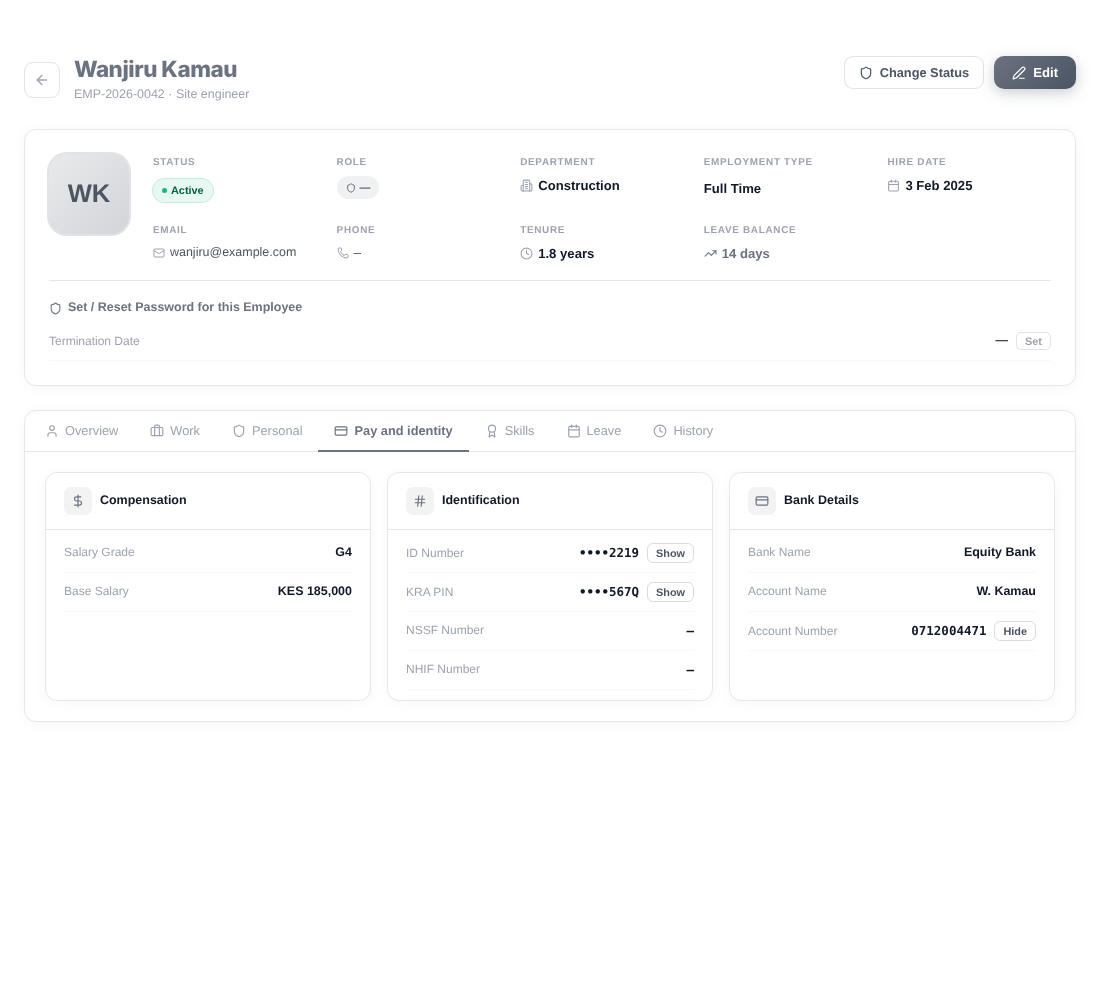 Wanjiru Kamau
EMP-2026-0042 · Site engineer
Change Status
Edit
WK
STATUS
Active
ROLE
—
DEPARTMENT
Construction
EMPLOYMENT TYPE
Full Time
HIRE DATE
3 Feb 2025
EMAIL
wanjiru@example.com
PHONE
–
TENURE
1.8 years
LEAVE BALANCE
14 days
Set / Reset Password for this Employee
Termination Date — Set
Overview Work Personal Pay and identity Skills Leave History
Compensation
Salary Grade G4
Base Salary KES 185,000
Identification
ID Number ••••2219 Show
KRA PIN ••••567Q Show
NSSF Number –
NHIF Number –
Bank Details
Bank Name Equity Bank
Account Name W. Kamau
Account Number 0712004471 Hide